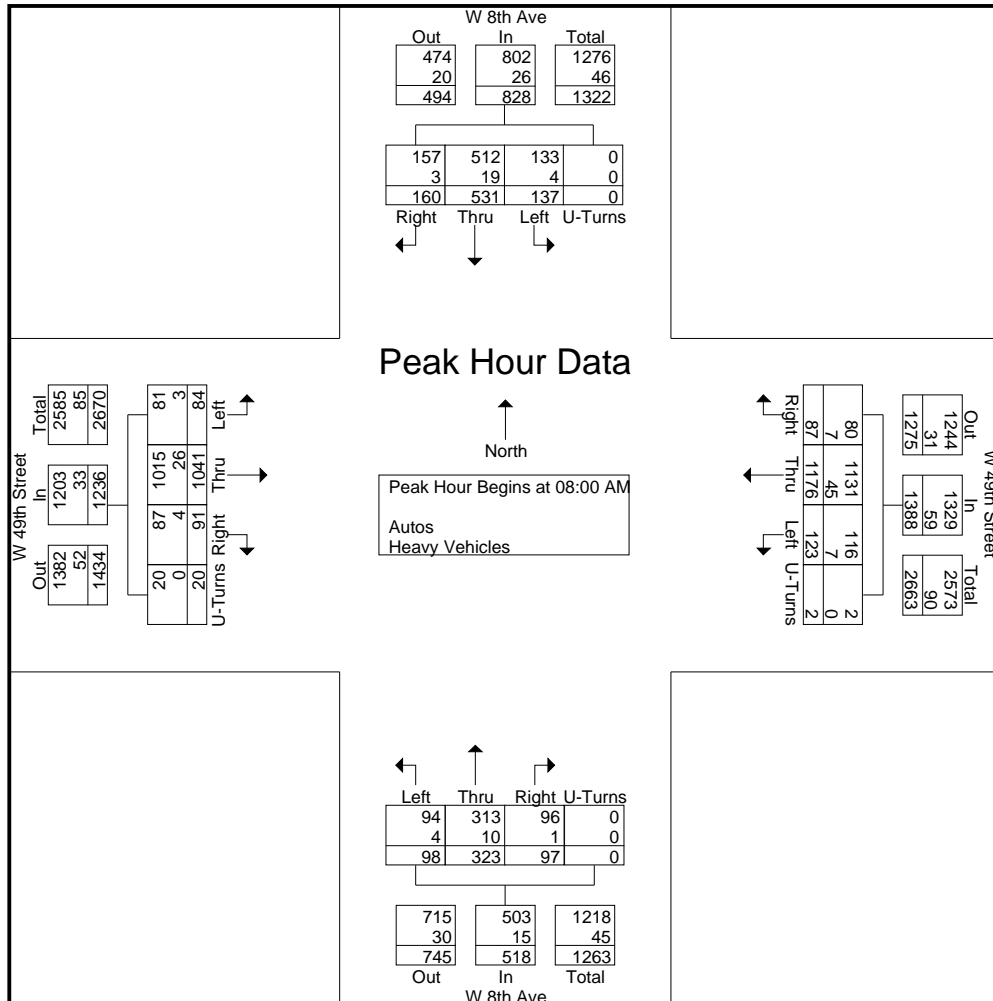 W 8th Ave
Out In Total
474 802 1276
20 26 46
494 828 1322
157 512 133 0
3 19 4 0
160 531 137 0
Right Thru Left U-Turns
Peak Hour Data
North
Peak Hour Begins at 08:00 AM
Autos
Heavy Vehicles
W 49th Street
Out In Total
1382 1203 2585
52 33 85
1434 1236 2670
20 87 1015 81
0 4 26 3
20 91 1041 84
U-Turns Right Thru Left
W 49th Street
Out In Total
1244 1329 2573
31 59 90
1275 1388 2663
80 1131 116 2
7 45 7 0
87 1176 123 2
Right Thru Left U-Turns
Left Thru Right U-Turns
94 313 96 0
4 10 1 0
98 323 97 0
715 503 1218
30 15 45
745 518 1263
Out In Total
W 8th Ave